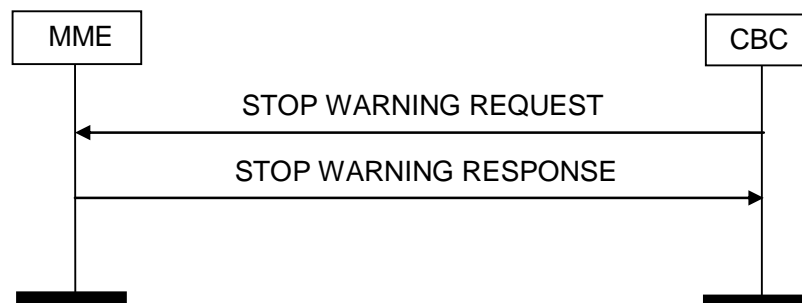 MME
CBC
STOP WARNING REQUEST
STOP WARNING RESPONSE